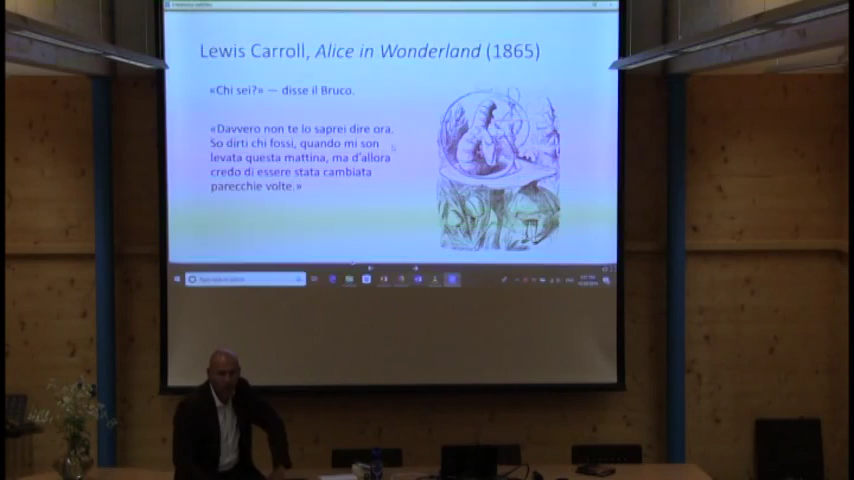 Lewis Carroll, Alice in Wonderland (1865)
«Chi sei?» — disse il Bruco.
«Davvero non te lo saprei dire ora.
So dirti chi fossi, quando mi son
levata questa mattina, ma d'allora
credo di essere stata cambiata
parecchie volte.»